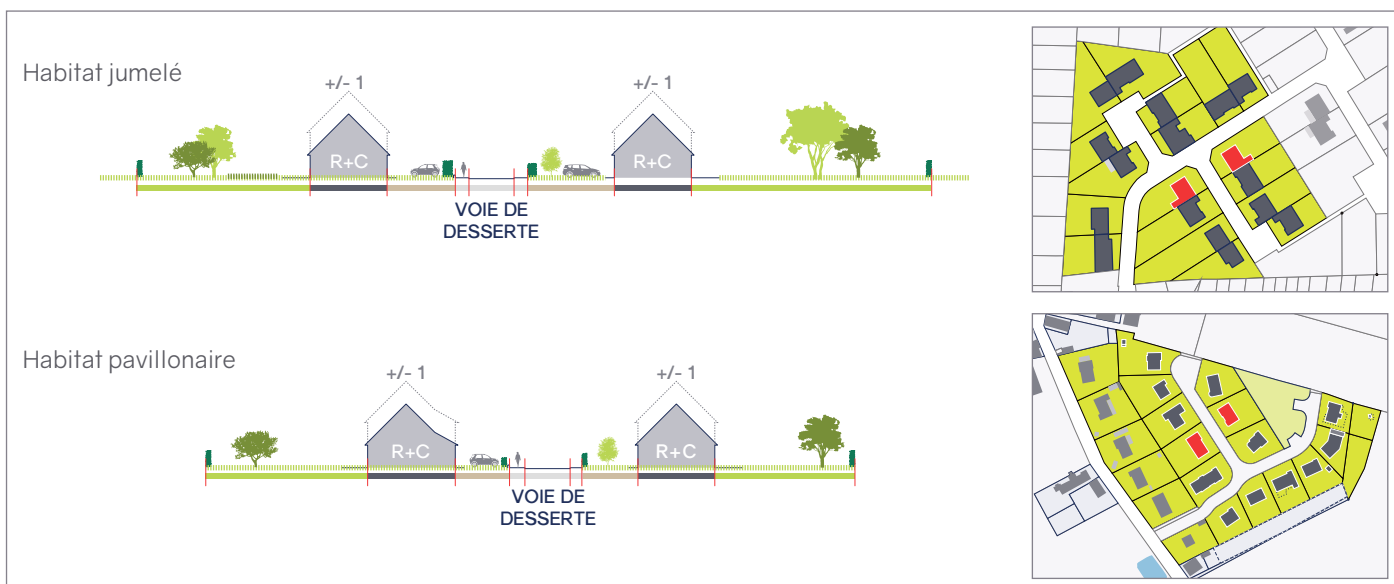 Habitat jumelé
+/- 1
+/- 1
R+C
R+C
VOIE DE
DESSERTE
Habitat pavillonaire
+/- 1
+/- 1
R+C
R+C
VOIE DE
DESSERTE